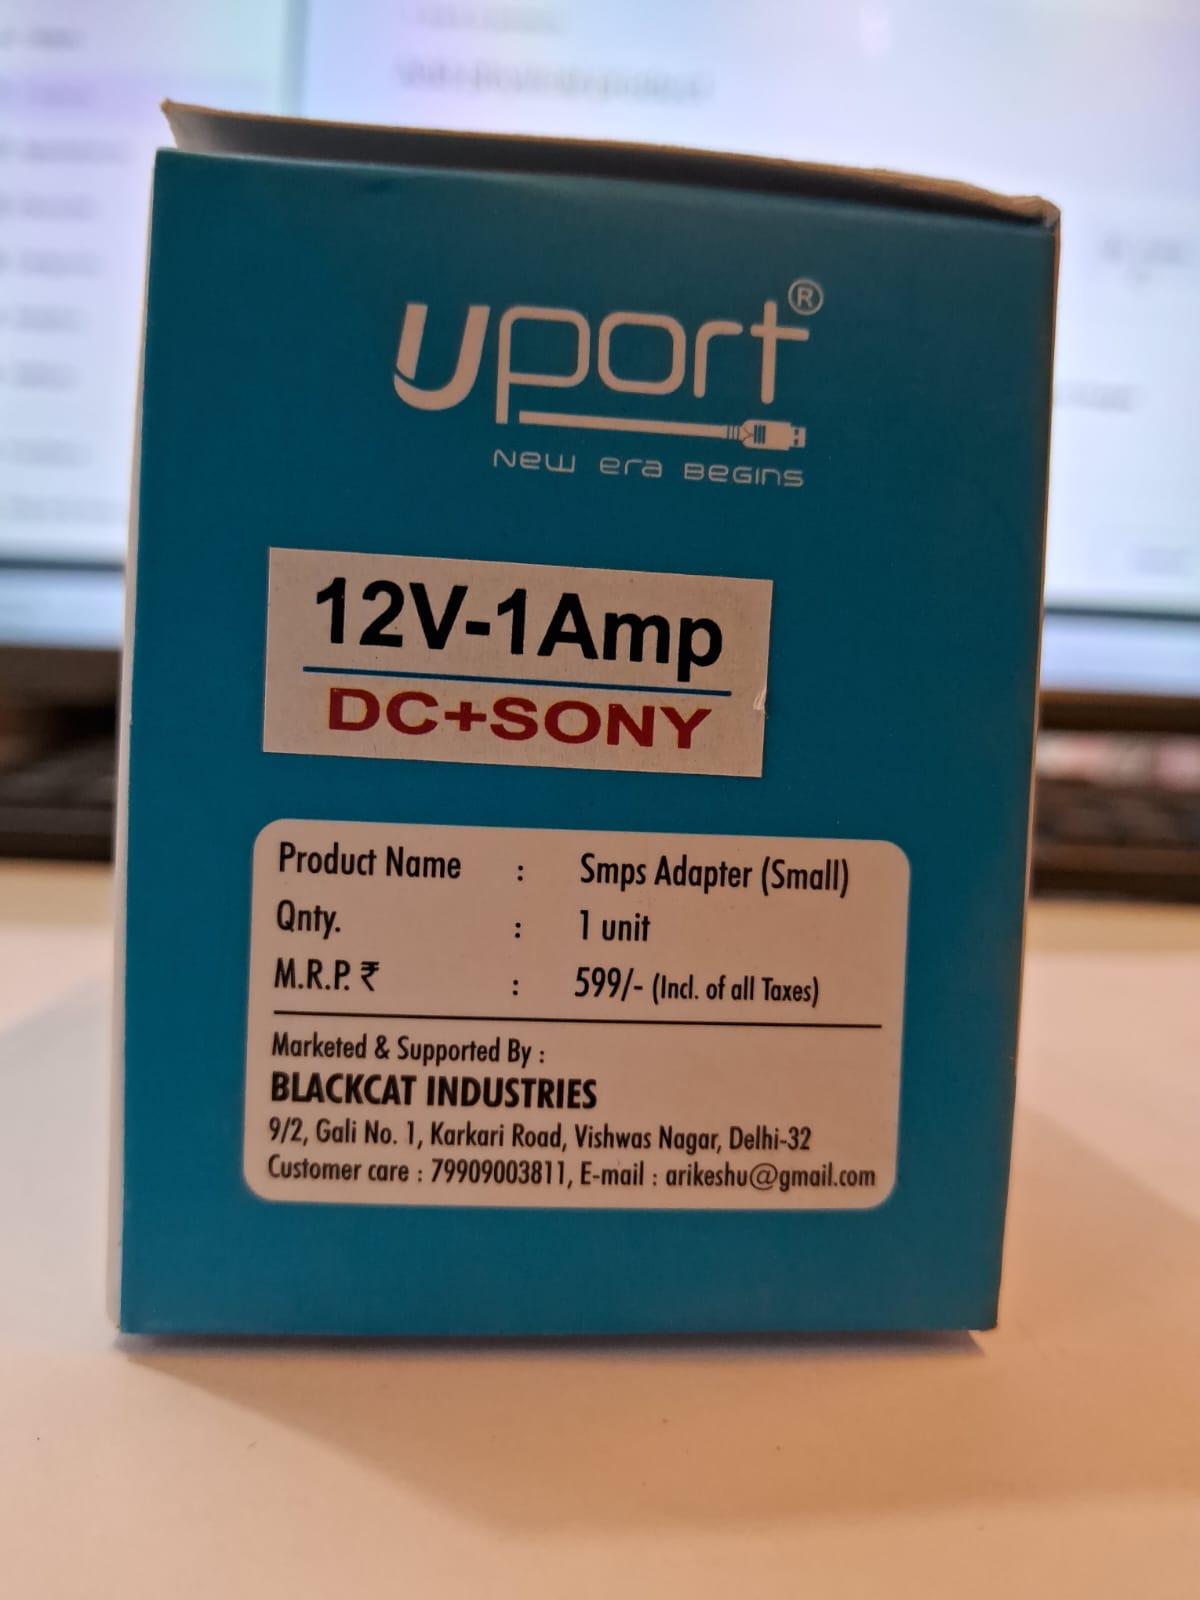 uport®
New era Begins
12V-1Amp
DC+SONY
Product Name : Smps Adapter (Small)
Qnty. : 1 unit
M.R.P. ₹ : 599/- (Incl. of all Taxes)
Marketed & Supported By :
BLACKCAT INDUSTRIES
9/2, Gali No. 1, Karkari Road, Vishwas Nagar, Delhi-32
Customer care : 79909003811, E-mail : arikeshu@gmail.com